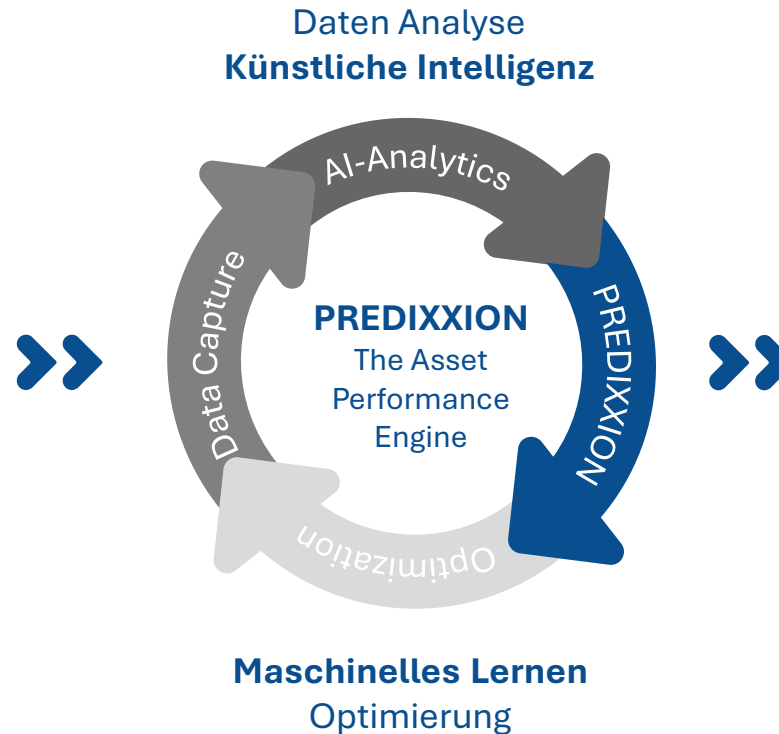 Daten Analyse
Künstliche Intelligenz
AI-Analytics
Data Capture
PREDIXXION
The Asset
Performance
Engine
PREDIXXION
Optimization
Maschinelles Lernen
Optimierung